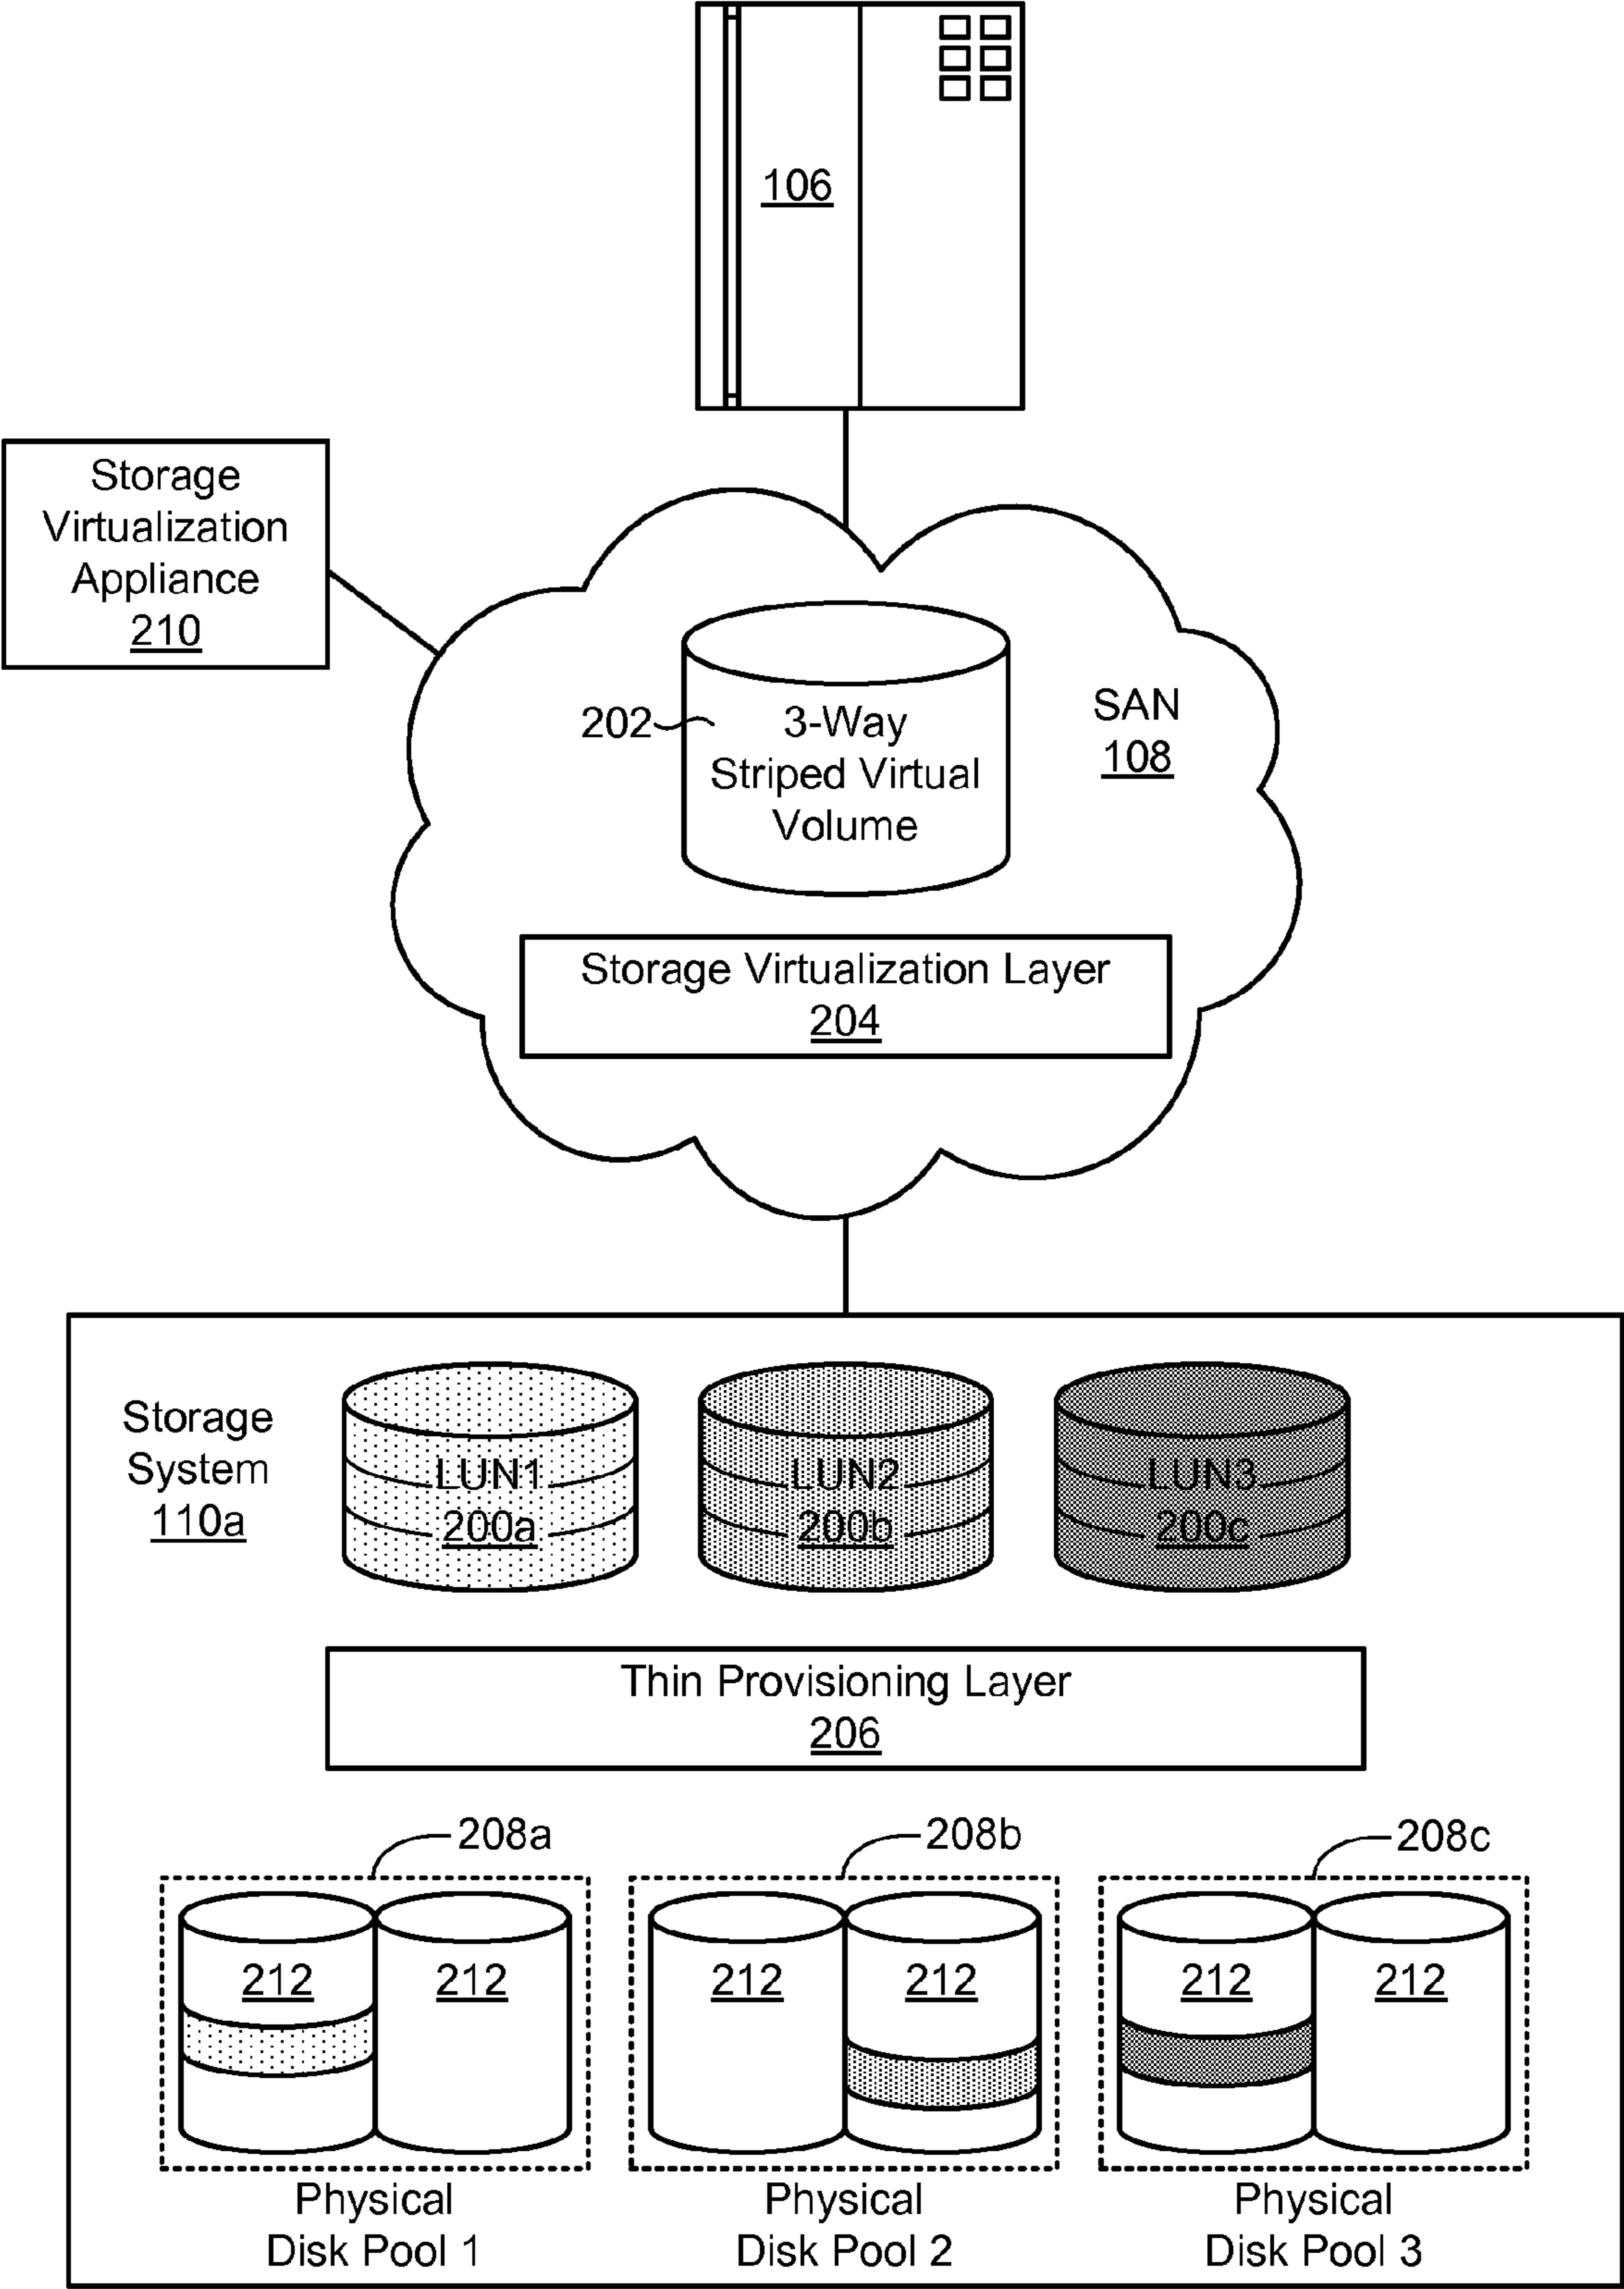 106
Storage
Virtualization
Appliance
210
202
3-Way
Striped Virtual
Volume
SAN
108
Storage Virtualization Layer
204
Storage
System
110a
LUN1
200a
LUN2
200b
LUN3
200c
Thin Provisioning Layer
206
208a
208b
208c
212
212
212
212
212
212
Physical
Disk Pool 1
Physical
Disk Pool 2
Physical
Disk Pool 3